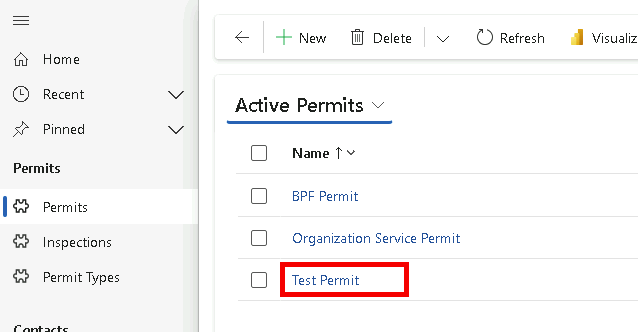 Home
Recent
Pinned
Permits
Permits
Inspections
Permit Types
Contacts
New Delete Refresh Visualiz
Active Permits
Name ↑
BPF Permit
Organization Service Permit
Test Permit